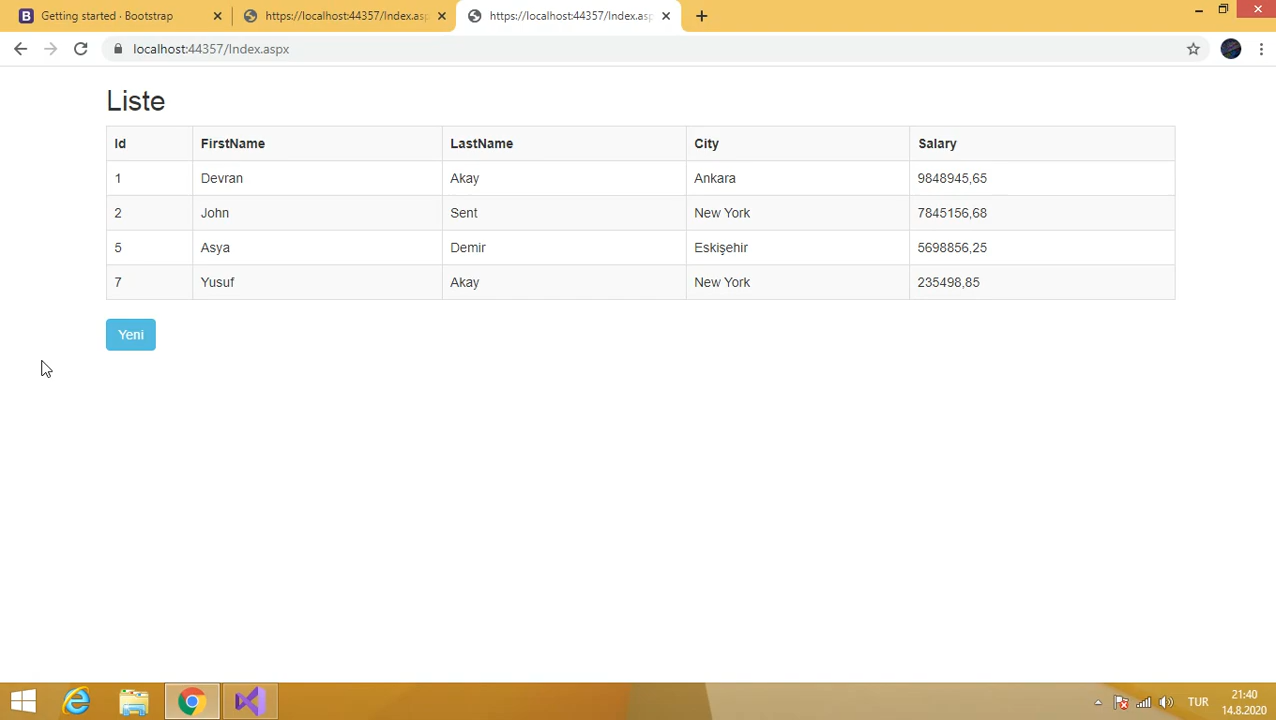 Getting started · Bootstrap
https://localhost:44357/Index.asp
https://localhost:44357/Index.asp
localhost:44357/Index.aspx
Liste
Id FirstName LastName City Salary
1 Devran Akay Ankara 9848945,65
2 John Sent New York 7845156,68
5 Asya Demir Eskişehir 5698856,25
7 Yusuf Akay New York 235498,85
Yeni
TUR
21:40
14.8.2020